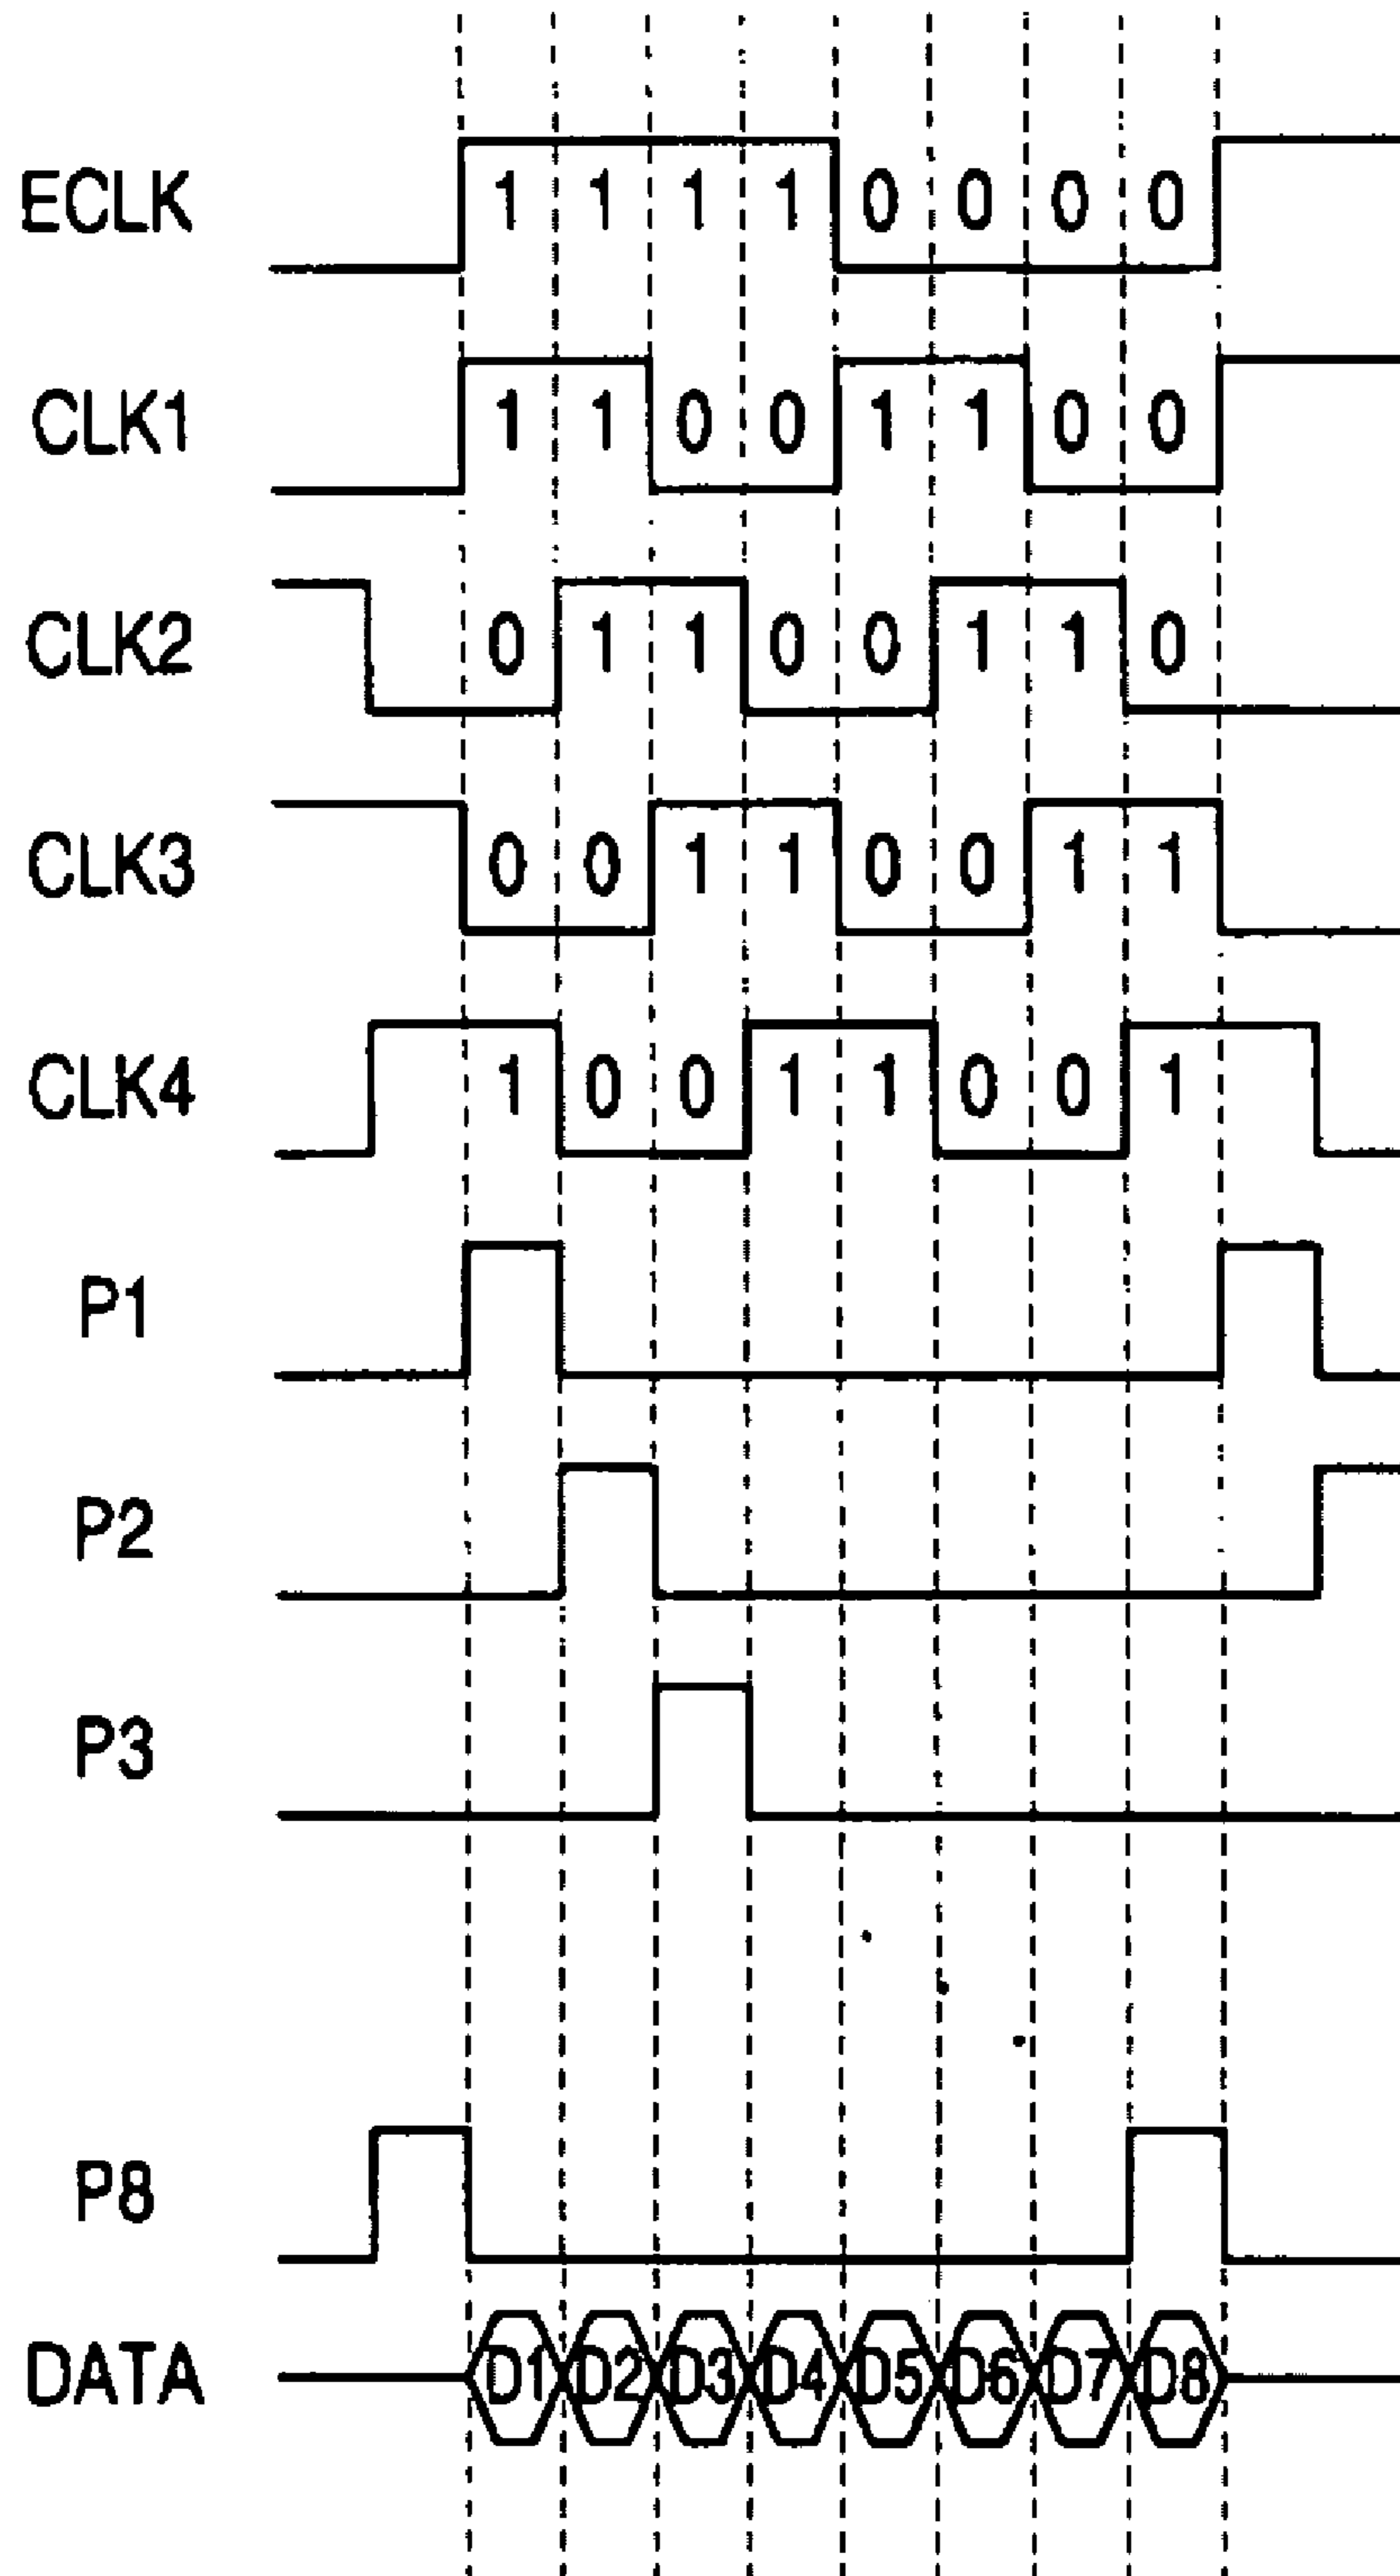 ECLK 1 1 1 1 0 0 0 0
CLK1 1 1 0 0 1 1 0 0
CLK2 0 1 1 0 0 1 1 0
CLK3 0 0 1 1 0 0 1 1
CLK4 1 0 0 1 1 0 0 1
P1
P2
P3
P8
DATA D1 D2 D3 D4 D5 D6 D7 D8